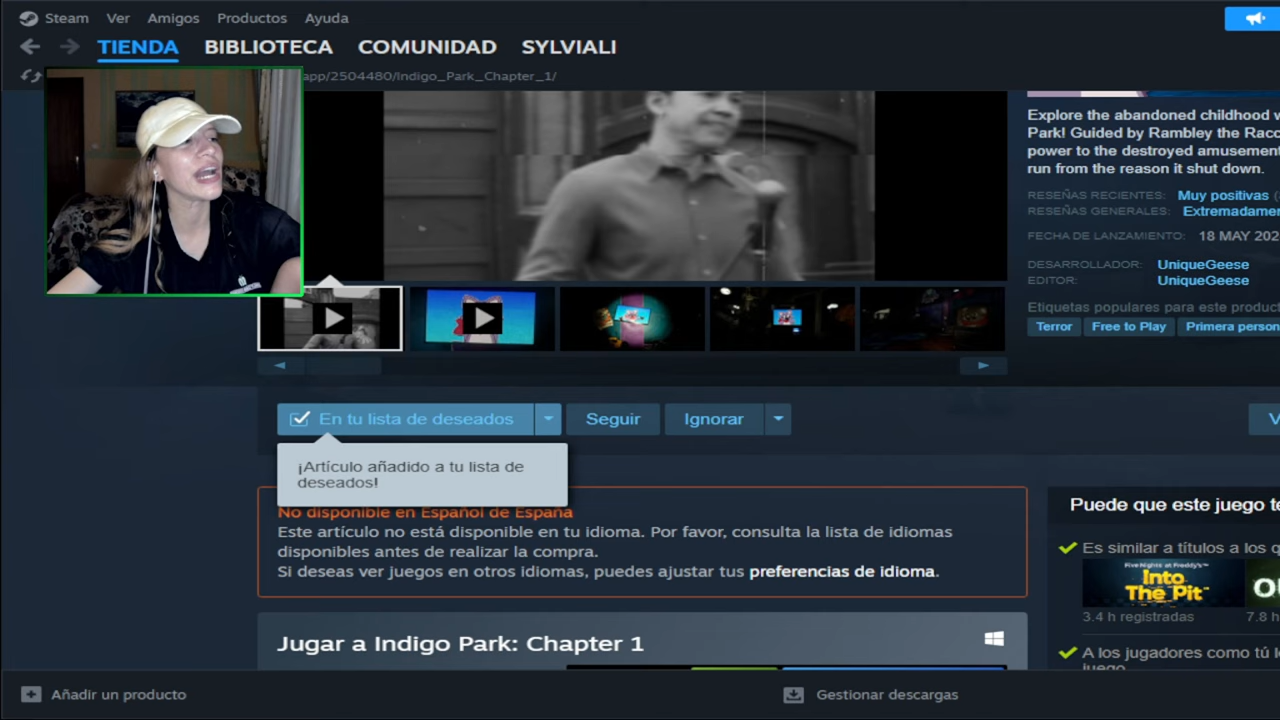 Steam Ver Amigos Productos Ayuda
TIENDA BIBLIOTECA COMUNIDAD SYLVIALI
app/2504480/Indigo_Park_Chapter_1/
Explore the abandoned childhood
Park! Guided by Rambley the
power to the destroyed amusement
run from the reason it shut down.
RESEÑAS RECIENTES: Muy positivas
RESEÑAS GENERALES:
FECHA DE LANZAMIENTO: 18 MAY
DESARROLLADOR: UniqueGeese
EDITOR: UniqueGeese
Etiquetas populares para este
Terror Free to Play Primera
En tu lista de deseados Seguir Ignorar
¡Artículo añadido a tu lista de
deseados!
No disponible en Español de España
Este artículo no está disponible en tu idioma. Por favor, consulta la lista de idiomas
disponibles antes de realizar la compra.
Si deseas ver juegos en otros idiomas, puedes ajustar tus preferencias de idioma.
Puede que este juego
Es similar a títulos a los
Five Nights at Freddy's
Into
The Pit
3.4 h registradas 7.8
A los jugadores como tú
juego
Jugar a Indigo Park: Chapter 1
Añadir un producto Gestionar descargas